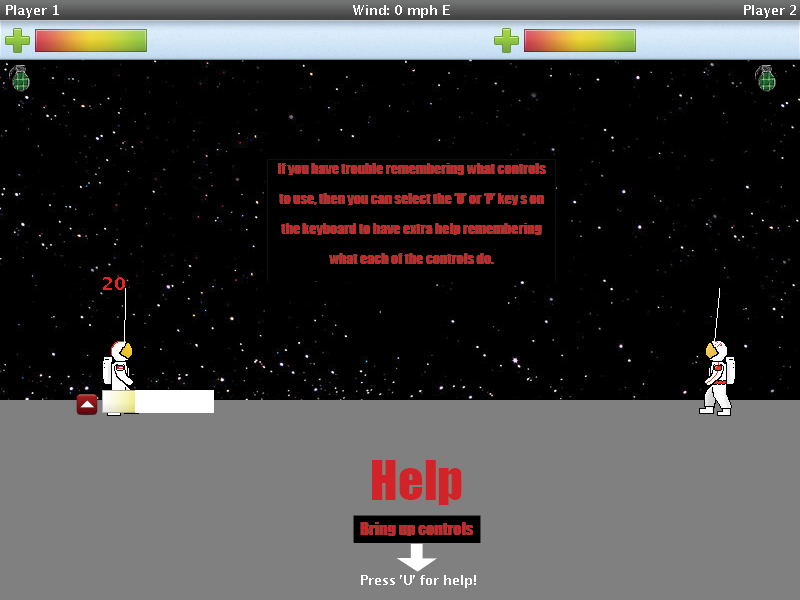 Player 1
Wind: 0 mph E
Player 2
If you have trouble remembering what controls
to use, then you can select the 'U' or 'P' key s on
the keyboard to have extra help remembering
what each of the controls do.
20
Help
Bring up controls
Press 'U' for help!